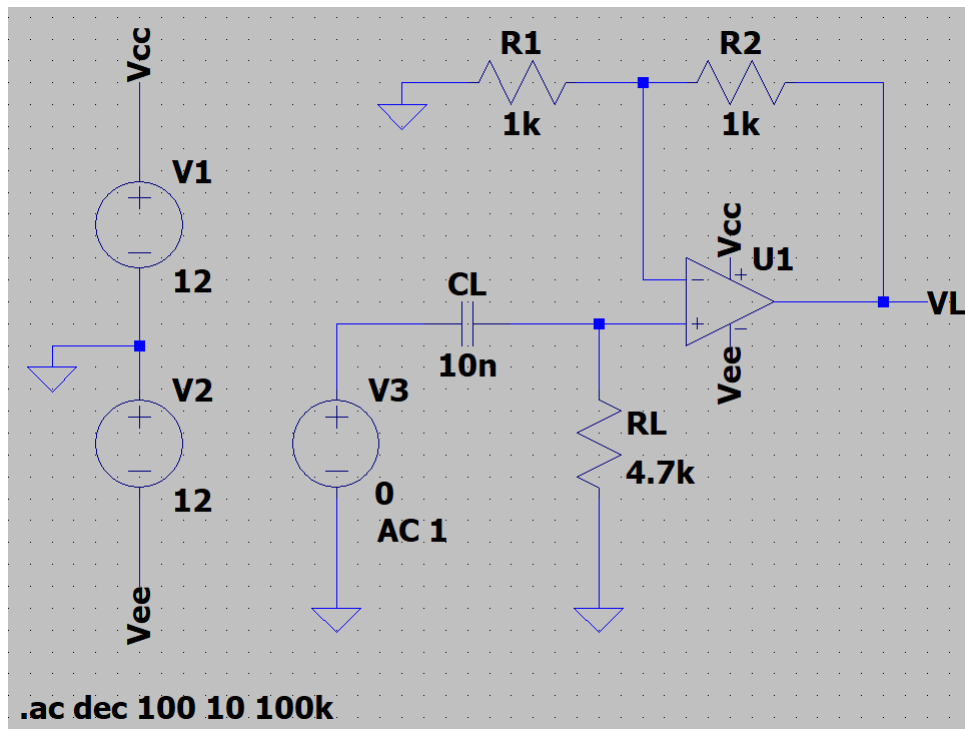 Vcc
V1
12
V2
12
Vee
R1
1k
R2
1k
Vcc
U1
Vee
VL
CL
10n
V3
0
AC 1
RL
4.7k
.ac dec 100 10 100k